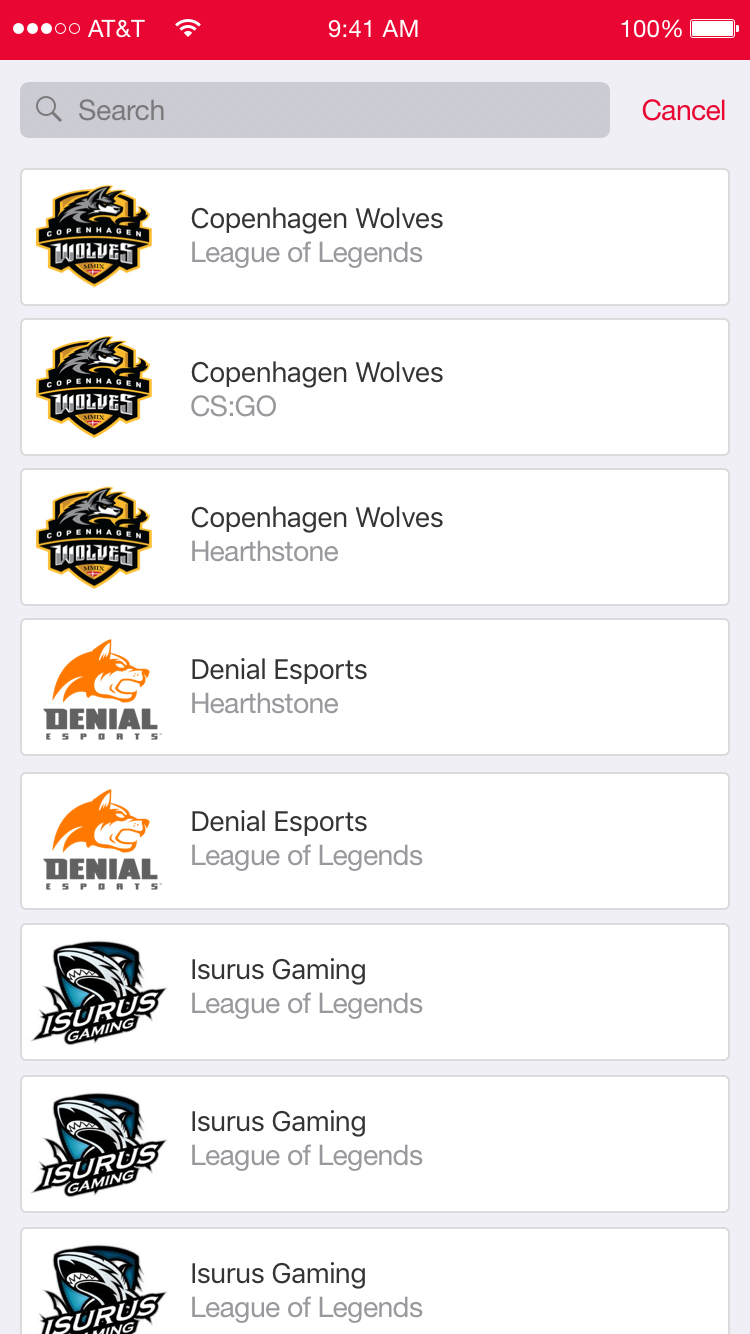 AT&T 9:41 AM 100%
Search Cancel
COPENHAGEN
WOLVES
MMIX
Copenhagen Wolves
League of Legends
COPENHAGEN
WOLVES
MMIX
Copenhagen Wolves
CS:GO
COPENHAGEN
WOLVES
MMIX
Copenhagen Wolves
Hearthstone
DENIAL
ESPORTS
Denial Esports
Hearthstone
DENIAL
ESPORTS
Denial Esports
League of Legends
ISURUS
GAMING
Isurus Gaming
League of Legends
ISURUS
GAMING
Isurus Gaming
League of Legends
ISURUS
GAMING
Isurus Gaming
League of Legends